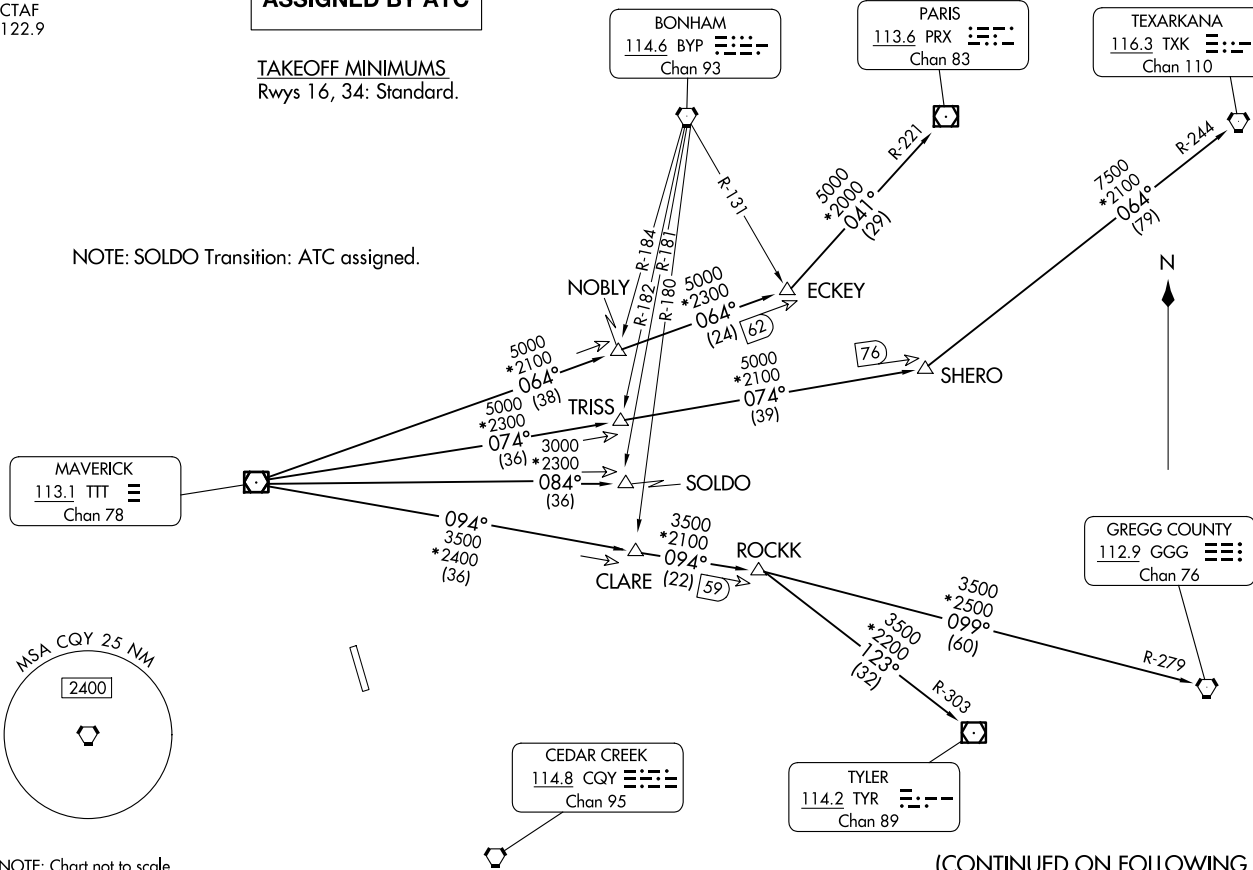 CTAF
122.9
ASSIGNED BY ATC
TAKEOFF MINIMUMS
Rwys 16, 34: Standard.
BONHAM
114.6 BYP
Chan 93
PARIS
113.6 PRX
Chan 83
TEXARKANA
116.3 TXK
Chan 110
NOTE: SOLDO Transition: ATC assigned.
R-221
R-244
R-131
R-184
R-181
R-182
R-180
5000
*2000
041°
(29)
7500
*2100
064°
(79)
N
NOBLY
5000
*2300
064°
(24)
62
ECKEY
5000
*2100
064°
(38)
76
SHERO
TRISS
5000
*2100
074°
(39)
5000
*2300
074°
(36)
3000
*2300
084°
(36)
SOLDO
MAVERICK
113.1 TTT
Chan 78
094°
3500
*2400
(36)
CLARE
3500
*2100
094°
(22)
59
ROCKK
GREGG COUNTY
112.9 GGG
Chan 76
3500
*2500
099°
(60)
R-279
3500
*2200
123°
(32)
R-303
MSA CQY 25 NM
2400
CEDAR CREEK
114.8 CQY
Chan 95
TYLER
114.2 TYR
Chan 89
NOTE: Chart not to scale
(CONTINUED ON FOLLOWING